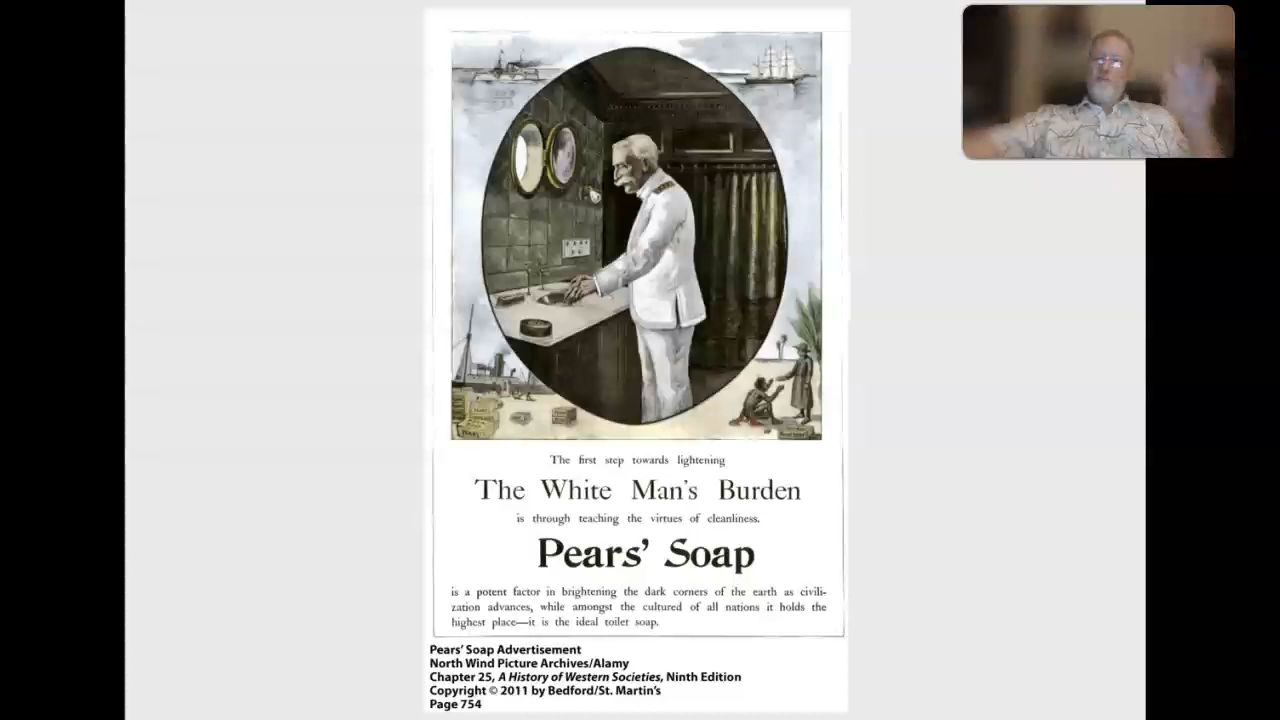 The first step towards lightening
The White Man's Burden
is through teaching the virtues of cleanliness.
Pears' Soap
is a potent factor in brightening the dark corners of the earth as civili-
zation advances, while amongst the cultured of all nations it holds the
highest place—it is the ideal toilet soap.
Pears' Soap Advertisement
North Wind Picture Archives/Alamy
Chapter 25, A History of Western Societies, Ninth Edition
Copyright © 2011 by Bedford/St. Martin's
Page 754